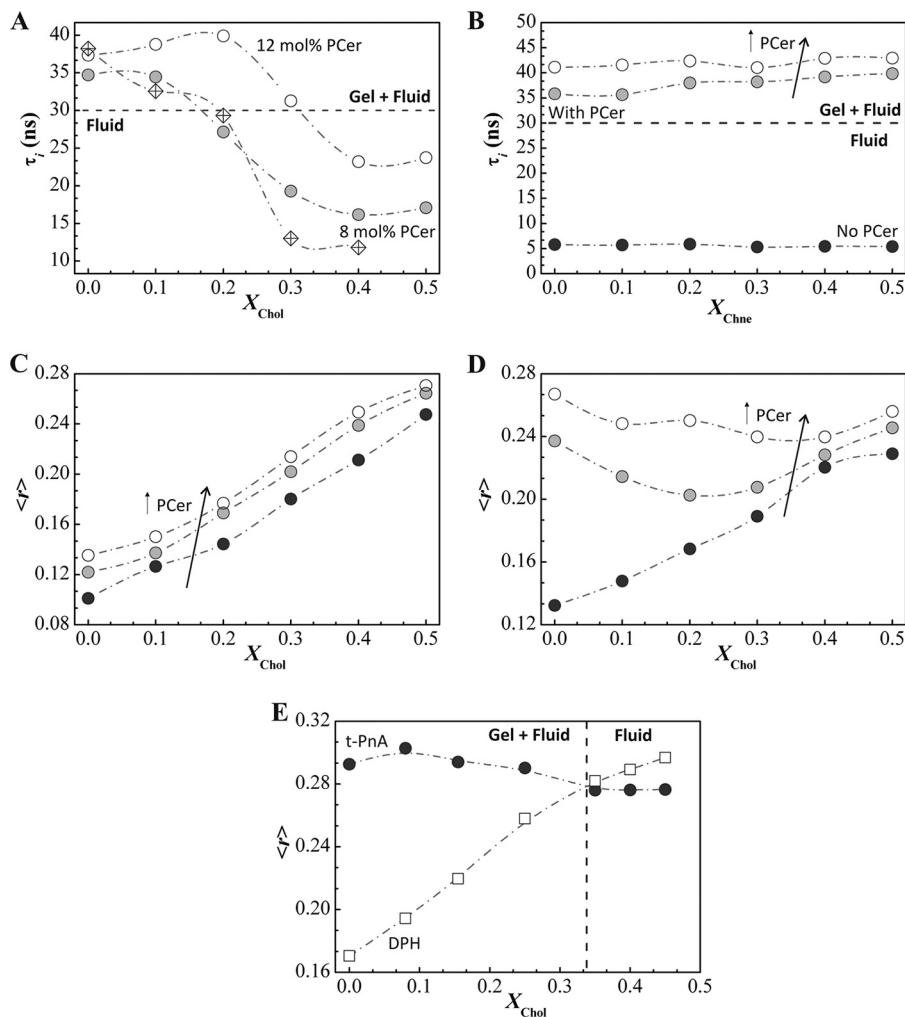 A
B
40
35
30
25
20
15
10
τi (ns)
12 mol% PCer
Gel + Fluid
Fluid
8 mol% PCer
0.0 0.1 0.2 0.3 0.4 0.5
XChol
50
45
40
35
30
25
20
15
10
5
0
τi (ns)
↑ PCer
With PCer
Gel + Fluid
Fluid
No PCer
0.0 0.1 0.2 0.3 0.4 0.5
XChne
C
D
0.28
0.24
0.20
0.16
0.12
0.08
<r>
↑ PCer
0.0 0.1 0.2 0.3 0.4 0.5
XChol
0.28
0.24
0.20
0.16
0.12
<r>
↑ PCer
0.0 0.1 0.2 0.3 0.4 0.5
XChol
E
0.32
0.28
0.24
0.20
0.16
<r>
t-PnA
Gel + Fluid
Fluid
DPH
0.0 0.1 0.2 0.3 0.4 0.5
XChol